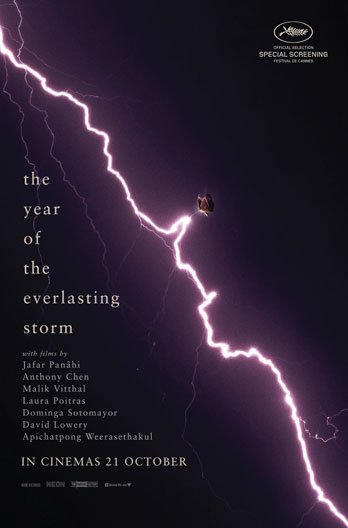 OFFICIAL SELECTION
SPECIAL SCREENING
FESTIVAL DE CANNES
the
year
of
the
everlasting
storm
with films by
Jafar Panâhi
Anthony Chen
Malik Vitthal
Laura Poitras
Dominga Sotomayor
David Lowery
Apichatpong Weerasethakul
IN CINEMAS 21 OCTOBER
NEON